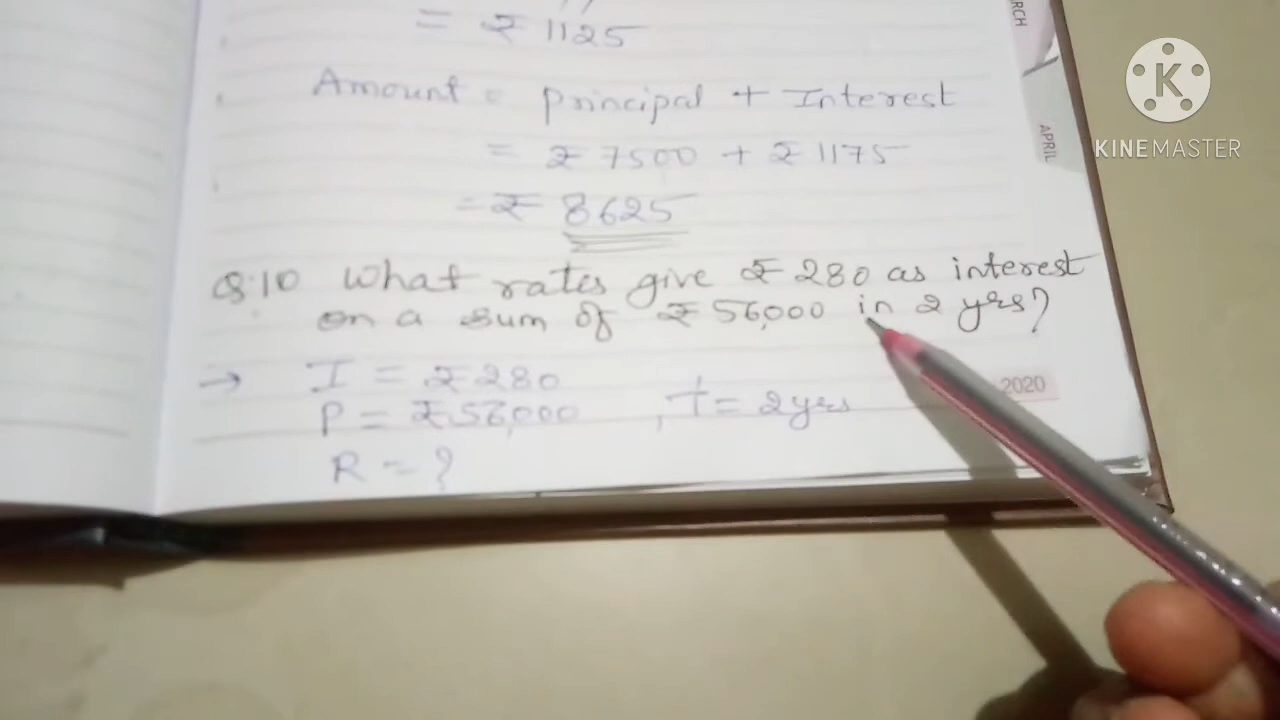 = ₹ 1125
Amount = Principal + Interest
= ₹ 7500 + ₹ 1175
= ₹ 8625
Q.10 What rates give ₹ 280 as interest
on a sum of ₹ 56,000 in 2 yrs?
→ I = ₹ 280
P = ₹ 56,000 , t = 2 yrs
R = ?
RCH
APRIL
2020
K
KINEMASTER